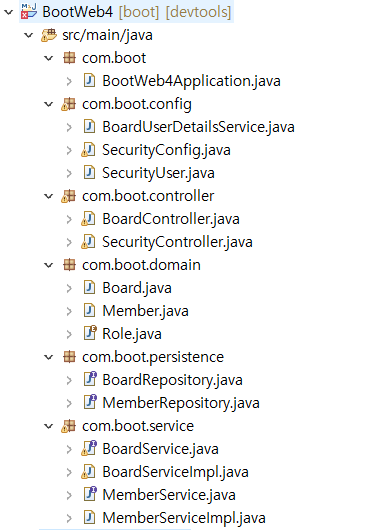 BootWeb4 [boot] [devtools]
src/main/java
com.boot
BootWeb4Application.java
com.boot.config
BoardUserDetailsService.java
SecurityConfig.java
SecurityUser.java
com.boot.controller
BoardController.java
SecurityController.java
com.boot.domain
Board.java
Member.java
Role.java
com.boot.persistence
BoardRepository.java
MemberRepository.java
com.boot.service
BoardService.java
BoardServiceImpl.java
MemberService.java
MemberServiceImpl.java